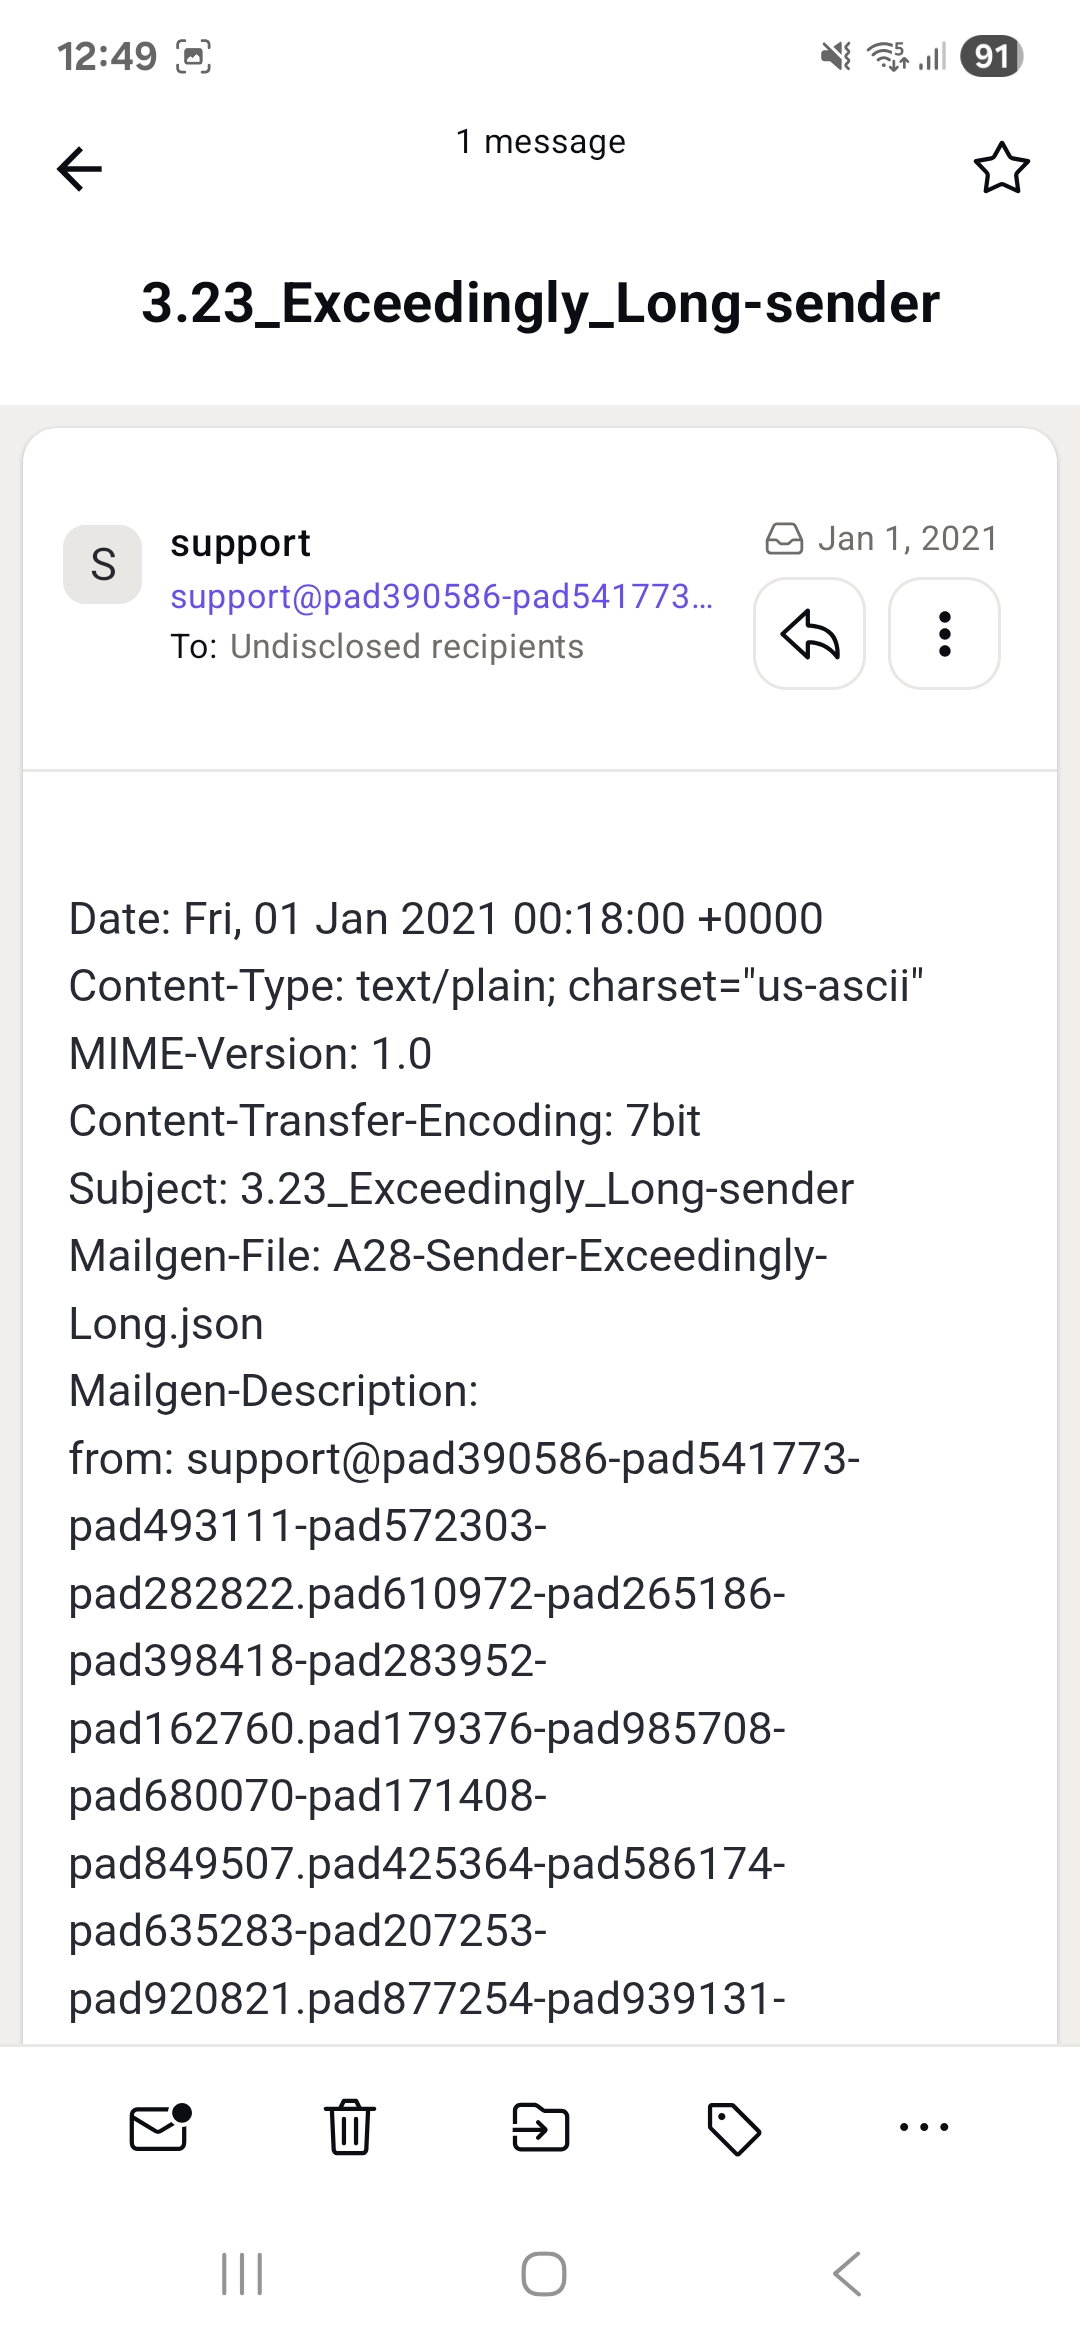 12:49
5
91
1 message
3.23_Exceedingly_Long-sender
S
support
Jan 1, 2021
support@pad390586-pad541773...
To: Undisclosed recipients
Date: Fri, 01 Jan 2021 00:18:00 +0000
Content-Type: text/plain; charset="us-ascii"
MIME-Version: 1.0
Content-Transfer-Encoding: 7bit
Subject: 3.23_Exceedingly_Long-sender
Mailgen-File: A28-Sender-Exceedingly-
Long.json
Mailgen-Description:
from: support@pad390586-pad541773-
pad493111-pad572303-
pad282822.pad610972-pad265186-
pad398418-pad283952-
pad162760.pad179376-pad985708-
pad680070-pad171408-
pad849507.pad425364-pad586174-
pad635283-pad207253-
pad920821.pad877254-pad939131-